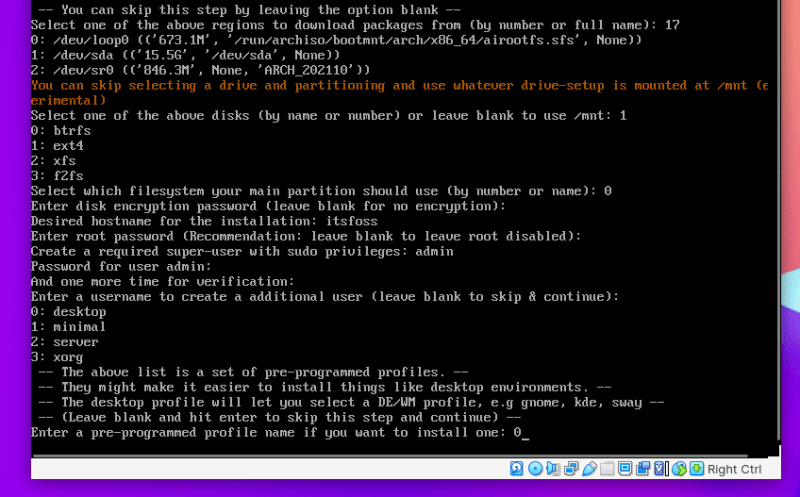 -- You can skip this step by leaving the option blank --
Select one of the above regions to download packages from (by number or full name): 17
0: /dev/loop0 (('673.1M', '/run/archiso/bootmnt/arch/x86_64/airootfs.sfs', None))
1: /dev/sda (('15.5G', '/dev/sda', None))
2: /dev/sr0 (('846.3M', None, 'ARCH_202110'))
You can skip selecting a drive and partitioning and use whatever drive-setup is mounted at /mnt (e
erimental)
Select one of the above disks (by name or number) or leave blank to use /mnt: 1
0: btrfs
1: ext4
2: xfs
3: f2fs
Select which filesystem your main partition should use (by number or name): 0
Enter disk encryption password (leave blank for no encryption):
Desired hostname for the installation: itsfoss
Enter root password (Recommendation: leave blank to leave root disabled):
Create a required super-user with sudo privileges: admin
Password for user admin:
And one more time for verification:
Enter a username to create a additional user (leave blank to skip & continue):
0: desktop
1: minimal
2: server
3: xorg
-- The above list is a set of pre-programmed profiles. --
-- They might make it easier to install things like desktop environments. --
-- The desktop profile will let you select a DE/WM profile, e.g gnome, kde, sway --
-- (Leave blank and hit enter to skip this step and continue) --
Enter a pre-programmed profile name if you want to install one: 0_
Right Ctrl